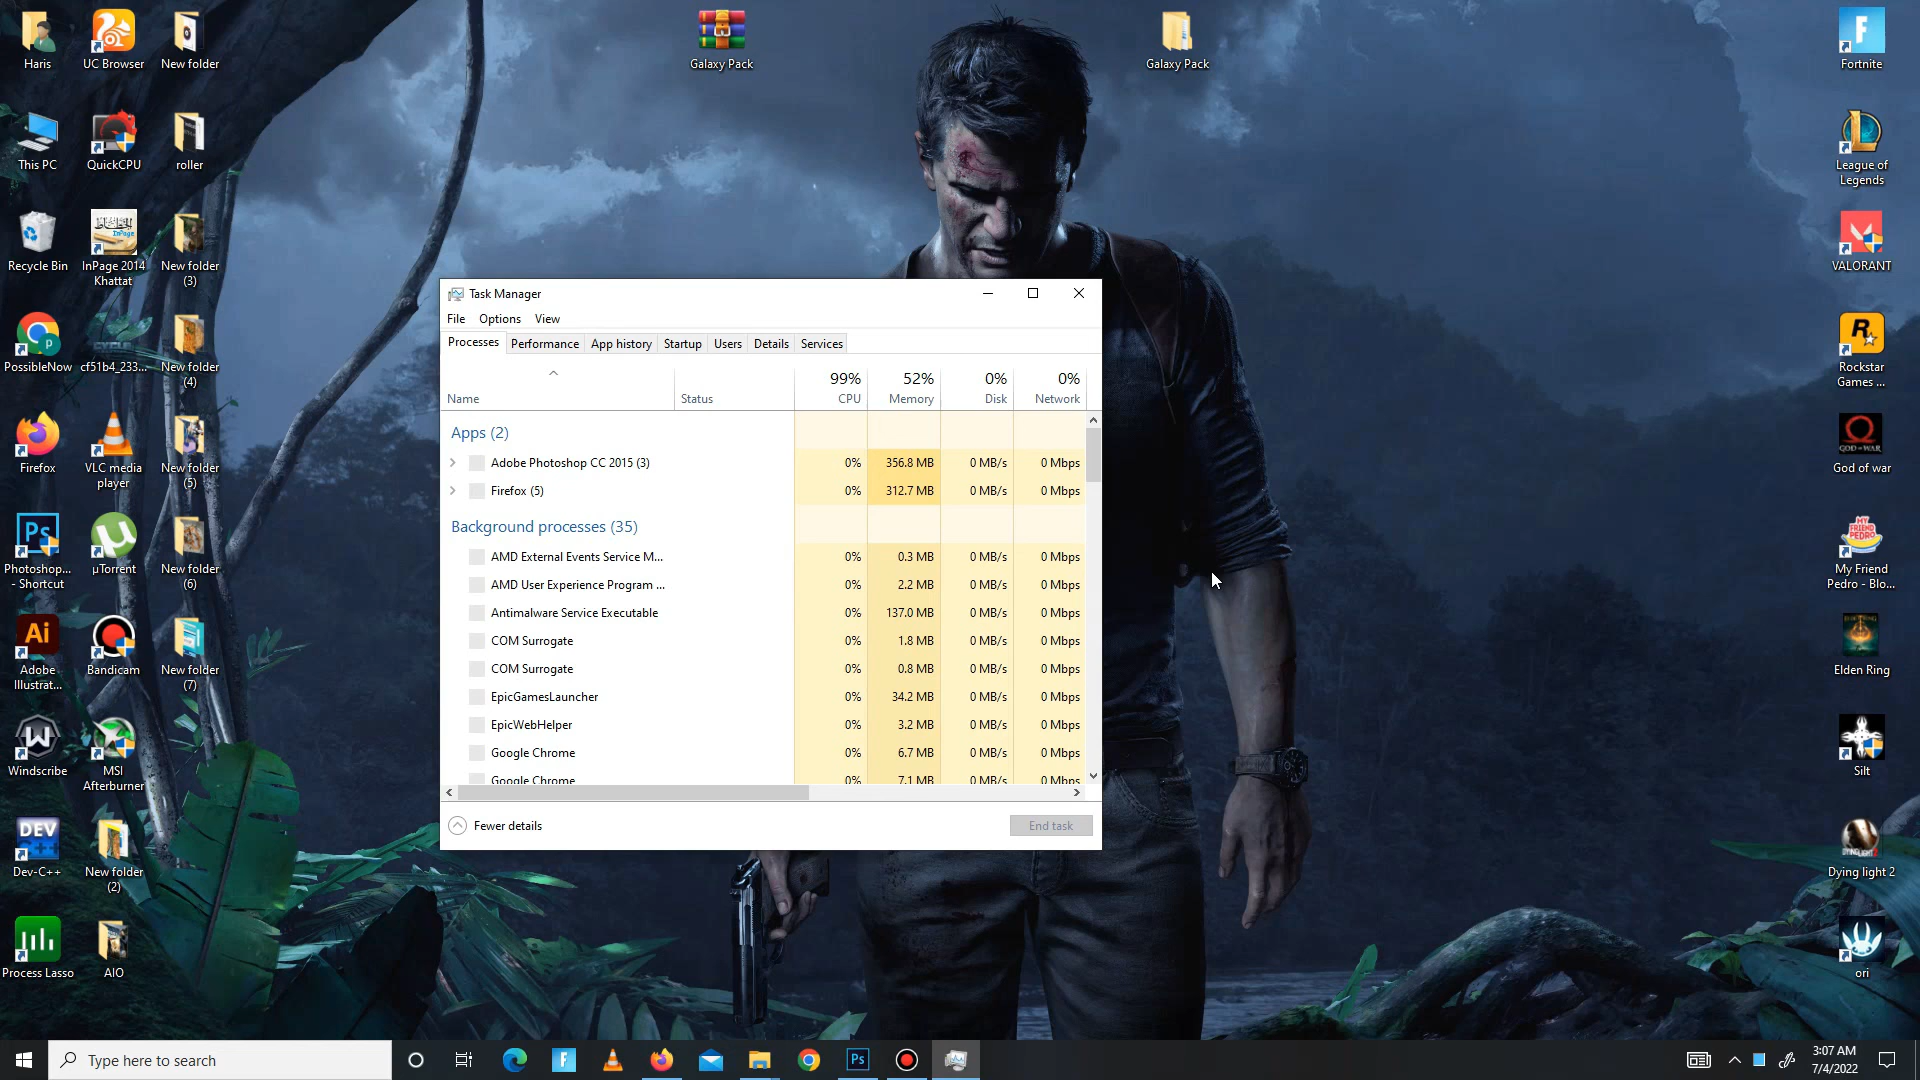 Haris
UC Browser
New folder
Galaxy Pack
Galaxy Pack
Fortnite
This PC
QuickCPU
roller
League of
Legends
Recycle Bin
InPage 2014
Khattat
New folder
(3)
VALORANT
PossibleNow
cf51b4_233...
New folder
(4)
Rockstar
Games ...
Firefox
VLC media
player
New folder
(5)
God of war
Photoshop...
- Shortcut
µTorrent
New folder
(6)
My Friend
Pedro - Blo...
Adobe
Illustrat...
Bandicam
New folder
(7)
Elden Ring
Windscribe
MSI
Afterburner
Silt
Dev-C++
New folder
(2)
Dying light 2
Process Lasso
AIO
ori
Task Manager
File Options View
Processes Performance App history Startup Users Details Services
99% 52% 0% 0%
Name Status CPU Memory Disk Network
Apps (2)
Adobe Photoshop CC 2015 (3) 0% 356.8 MB 0 MB/s 0 Mbps
Firefox (5) 0% 312.7 MB 0 MB/s 0 Mbps
Background processes (35)
AMD External Events Service M... 0% 0.3 MB 0 MB/s 0 Mbps
AMD User Experience Program ... 0% 2.2 MB 0 MB/s 0 Mbps
Antimalware Service Executable 0% 137.0 MB 0 MB/s 0 Mbps
COM Surrogate 0% 1.8 MB 0 MB/s 0 Mbps
COM Surrogate 0% 0.8 MB 0 MB/s 0 Mbps
EpicGamesLauncher 0% 34.2 MB 0 MB/s 0 Mbps
EpicWebHelper 0% 3.2 MB 0 MB/s 0 Mbps
Google Chrome 0% 6.7 MB 0 MB/s 0 Mbps
Google Chrome 0% 7.1 MB 0 MB/s 0 Mbps
Fewer details End task
Type here to search
3:07 AM
7/4/2022